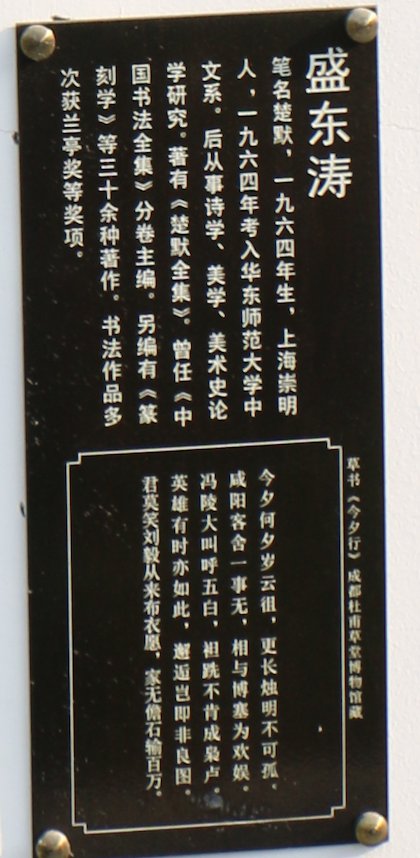 盛东涛
笔名楚默，一九六四年生，上海崇明
人，一九六四年考入华东师范大学中
文系。后从事诗学、美学、美术史论
学研究。著有《楚默全集》。曾任《中
国书法全集》分卷主编。另编有《篆
刻学》等三十余种著作。书法作品多
次获兰亭奖等奖项。
草书《今夕行》成都杜甫草堂博物馆藏
今夕何夕岁云徂，更长烛明不可孤。
咸阳客舍一事无，相与博塞为欢娱。
冯陵大叫呼五白，袒跣不肯成枭卢。
英雄有时亦如此，邂逅岂即非良图。
君莫笑刘毅从来布衣愿，家无儋石输百万。